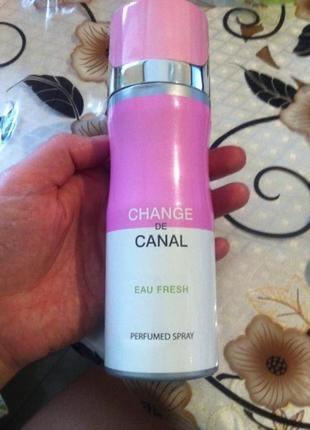 CHANGE
DE
CANAL
EAU FRESH
PERFUMED SPRAY